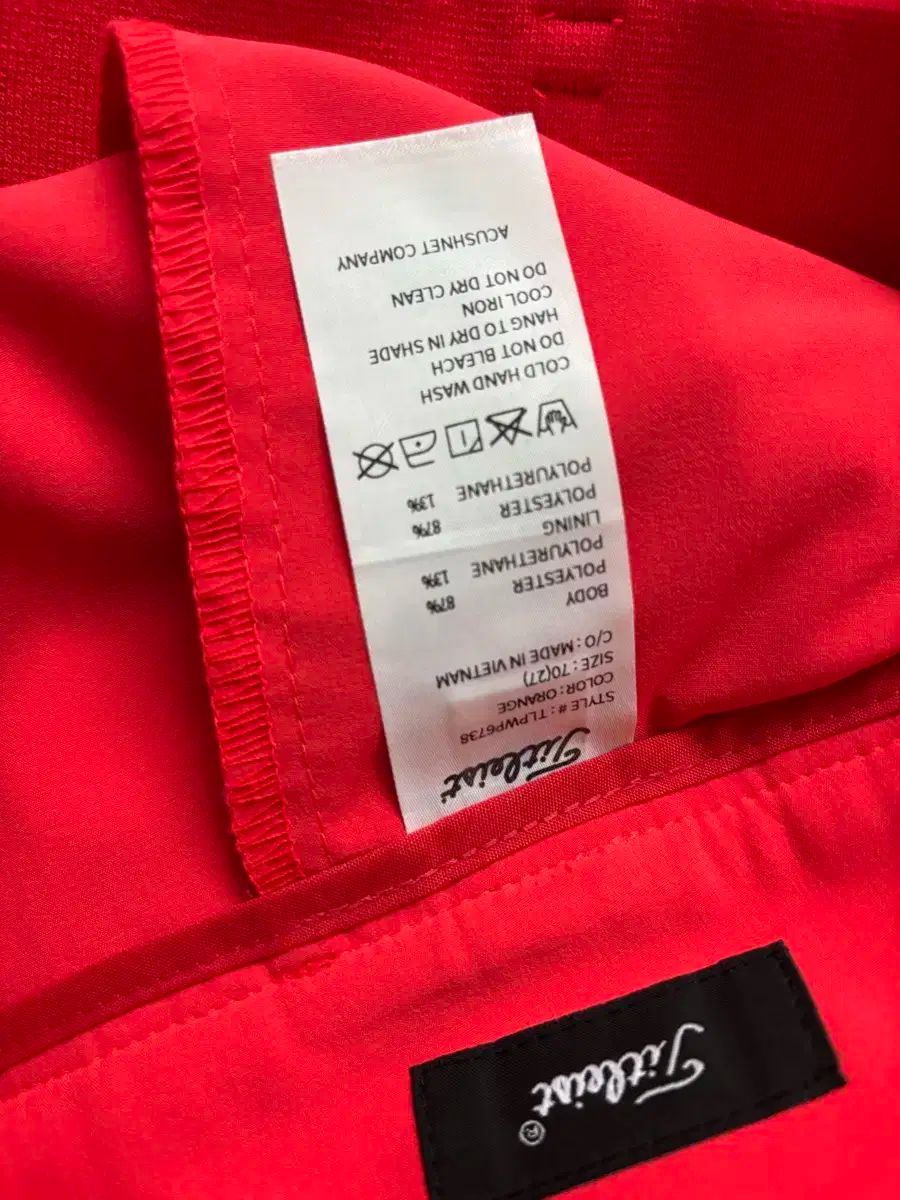 Titleist
STYLE # : TLPWP6738
COLOR : ORANGE
SIZE : 70(27)
C/O : MADE IN VIETNAM
BODY
POLYESTER 87%
POLYURETHANE 13%
LINING
POLYESTER 87%
POLYURETHANE 13%
COLD HAND WASH
DO NOT BLEACH
HANG TO DRY IN SHADE
COOL IRON
DO NOT DRY CLEAN
ACUSHNET COMPANY
Titleist®